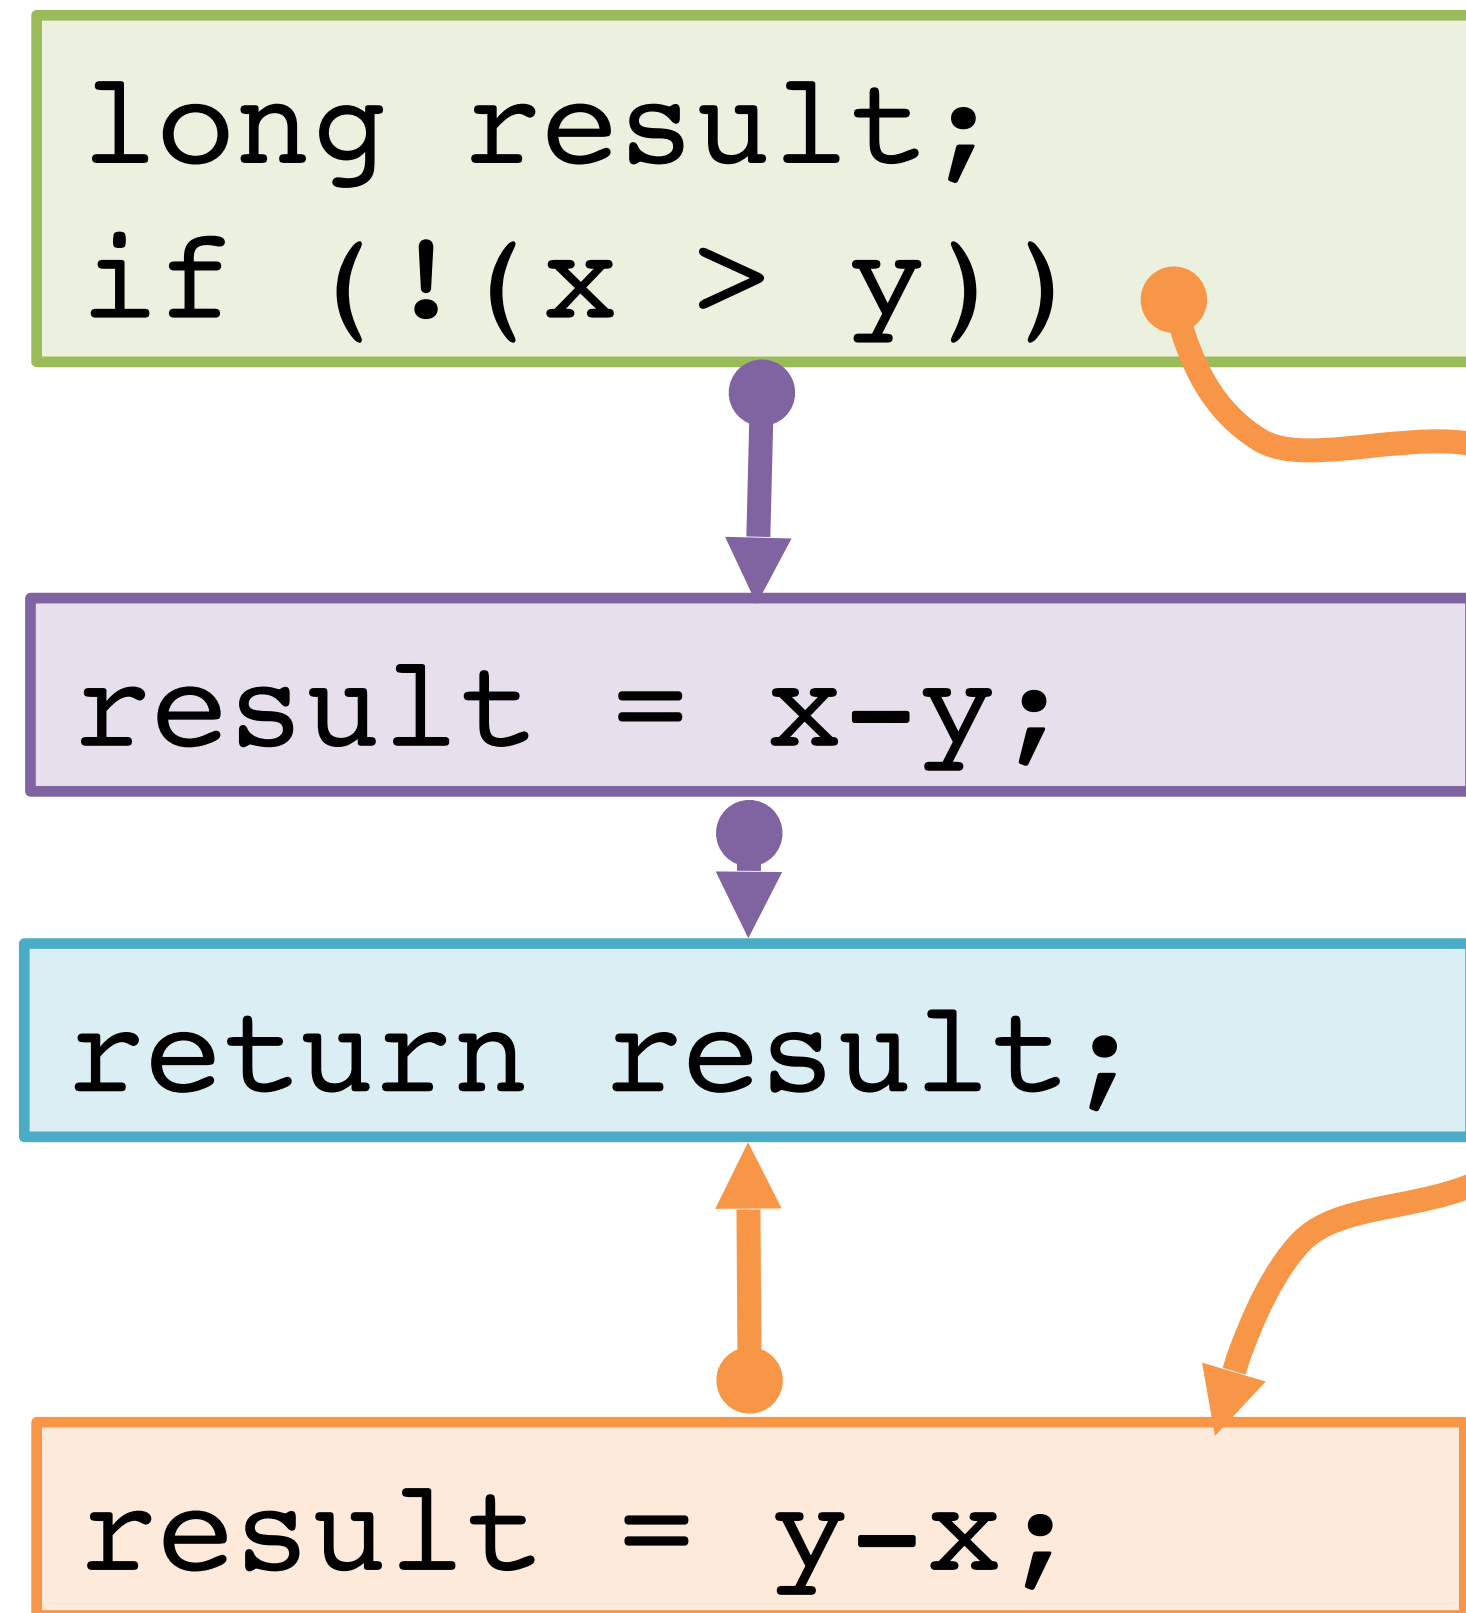 long result;
if (!(x > y))
result = x-y;
return result;
result = y-x;